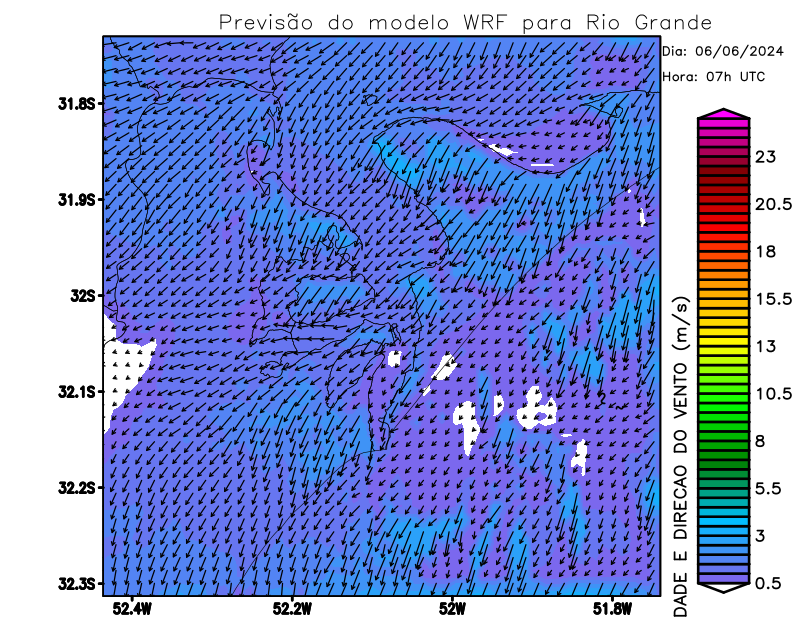 Previsão do modelo WRF para Rio Grande
Dia: 06/06/2024
Hora: 07h UTC
31.8S
31.9S
32S
32.1S
32.2S
32.3S
52.4W
52.2W
52W
51.8W
2
23
20.5
18
15.5
13
10.5
8
5.5
3
0.5
DADE E DIRECAO DO VENTO (m/s)